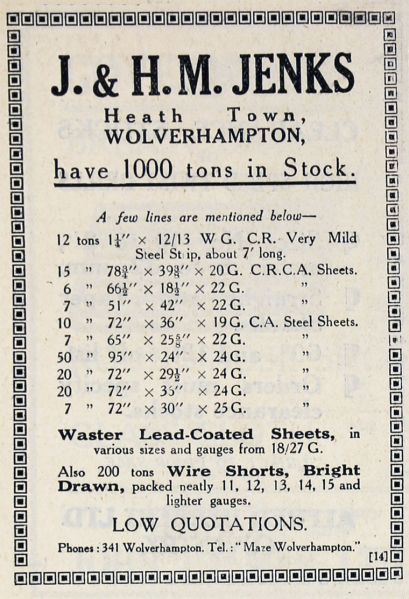 J. & H. M. JENKS
Heath Town,
WOLVERHAMPTON,
have 1000 tons in Stock.
A few lines are mentioned below—
12 tons 1¼" × 12/13 W G. C.R. Very Mild
Steel St ip, about 7' long.
15 " 78¾" × 39⅜" × 20 G. C.R.C.A. Sheets.
6 " 66½" × 18½" × 22 G. "
7 " 51" × 42" × 22 G. "
10 " 72" × 36" × 19 G. C.A. Steel Sheets.
7 " 65" × 25⅝" × 22 G. "
50 " 95" × 24" × 24 G. "
20 " 72" × 29½" × 24 G. "
20 " 72" × 35" × 24 G. "
7 " 72" × 30" × 25 G. "
Waster Lead-Coated Sheets, in
various sizes and gauges from 18/27 G.
Also 200 tons Wire Shorts, Bright
Drawn, packed neatly 11, 12, 13, 14, 15 and
lighter gauges.
LOW QUOTATIONS.
Phones : 341 Wolverhampton. Tel. : "Maze Wolverhampton."
[14]